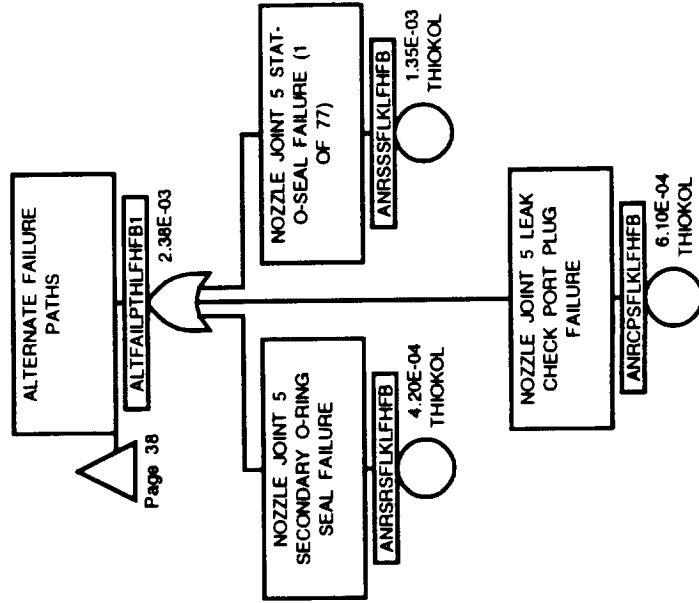 ALTERNATE FAILURE
PATHS
Page 38
ALTFAILPTHLFHFB1
2.38E-03
NOZZLE JOINT 5
SECONDARY O-RING
SEAL FAILURE
ANRSRSFLKLFHFB
4.20E-04
THIOKOL
NOZZLE JOINT 5 LEAK
CHECK PORT PLUG
FAILURE
ANRCPSFLKLFHFB
6.10E-04
THIOKOL
NOZZLE JOINT 5 STAT-
O-SEAL FAILURE (1
OF 77)
ANRSSSFLKLFHFB
1.35E-03
THIOKOL